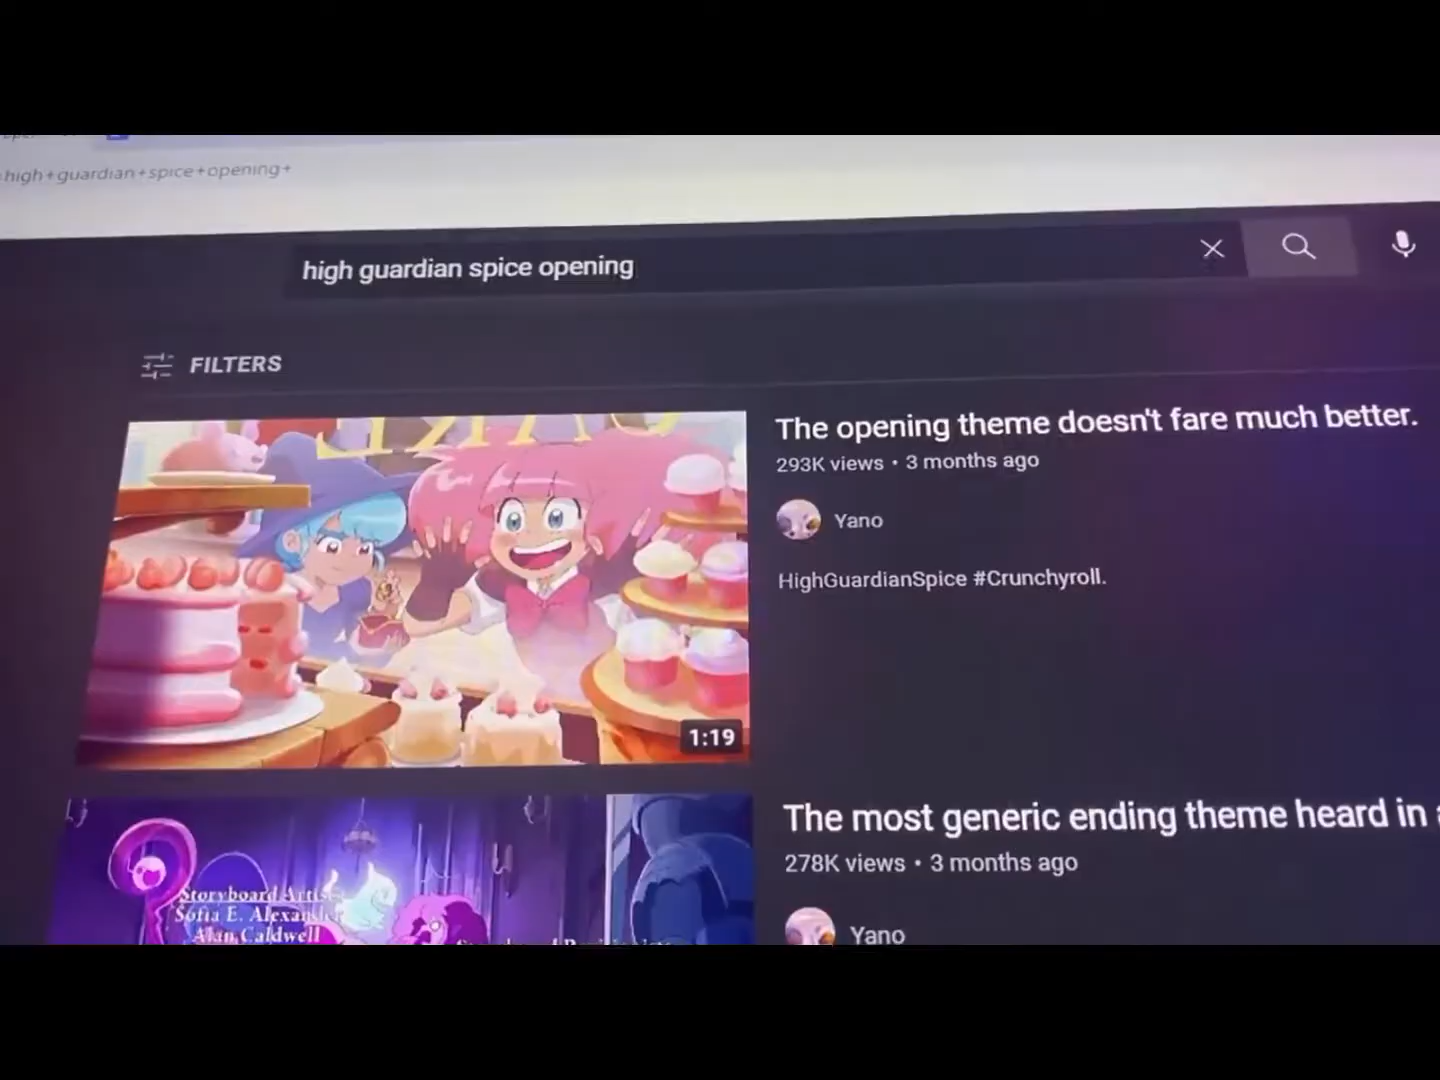 high+guardian+spice+opening+
high guardian spice opening
FILTERS
The opening theme doesn't fare much better.
293K views • 3 months ago
Yano
HighGuardianSpice #Crunchyroll.
1:19
The most generic ending theme heard in
278K views • 3 months ago
Storyboard Artis
Sofia E. Alexander
Alan Caldwell
Yano